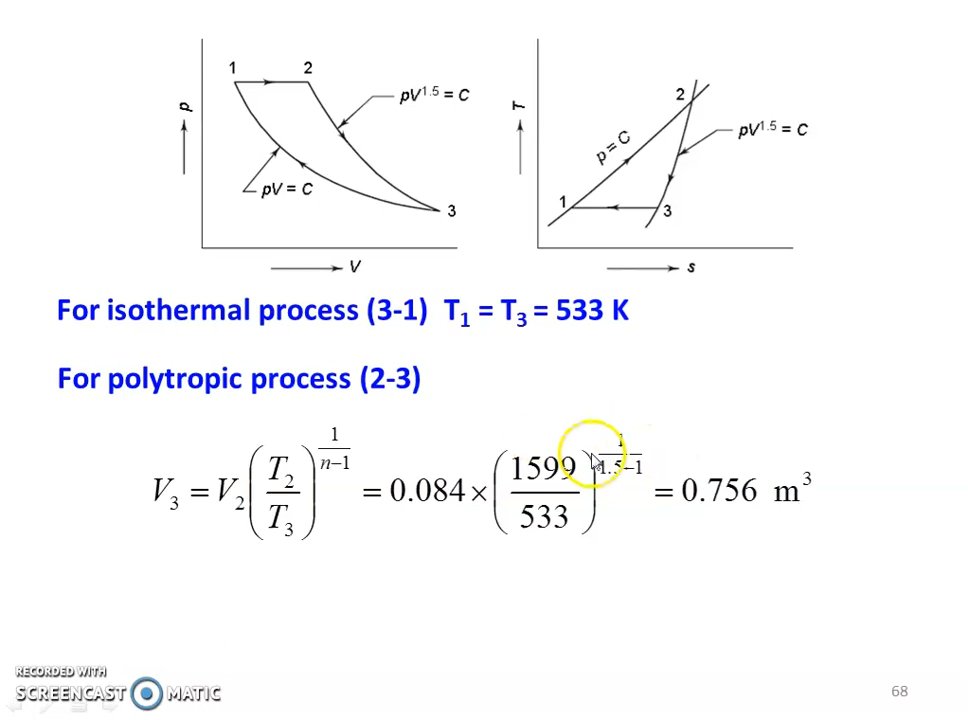 1 2
p
pV^1.5 = C
pV = C
3
V
T
2
p = C
pV^1.5 = C
1
3
s
For isothermal process (3-1) T₁ = T₃ = 533 K
For polytropic process (2-3)
V₃ = V₂ (T₂/T₃)^(1/(n−1)) = 0.084 × (1599/533)^(1/(1.5−1)) = 0.756 m³
RECORDED WITH
SCREENCAST MATIC
68